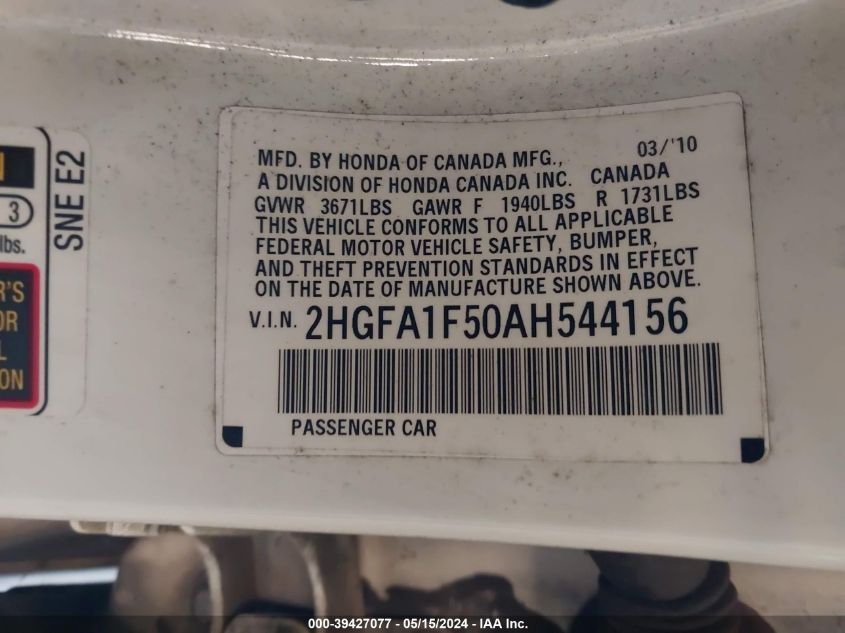 MFD. BY HONDA OF CANADA MFG., 03/'10
A DIVISION OF HONDA CANADA INC. CANADA
GVWR 3671LBS GAWR F 1940LBS R 1731LBS
THIS VEHICLE CONFORMS TO ALL APPLICABLE
FEDERAL MOTOR VEHICLE SAFETY, BUMPER,
AND THEFT PREVENTION STANDARDS IN EFFECT
ON THE DATE OF MANUFACTURE SHOWN ABOVE.
V.I.N. 2HGFA1F50AH544156
PASSENGER CAR
SNE E2
3
lbs.
000-39427077 - 05/15/2024 - IAA Inc.